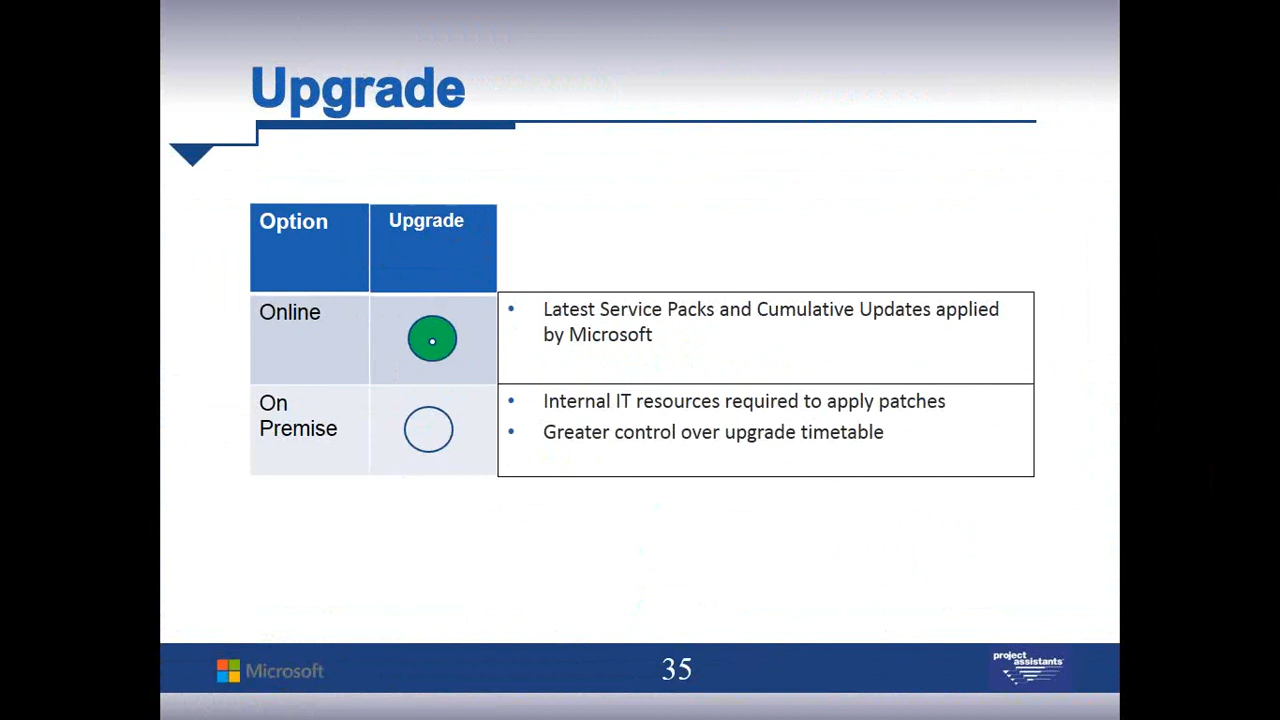 Upgrade
Option
Upgrade
Online
• Latest Service Packs and Cumulative Updates applied
by Microsoft
On
Premise
• Internal IT resources required to apply patches
• Greater control over upgrade timetable
Microsoft
35
project
assistants